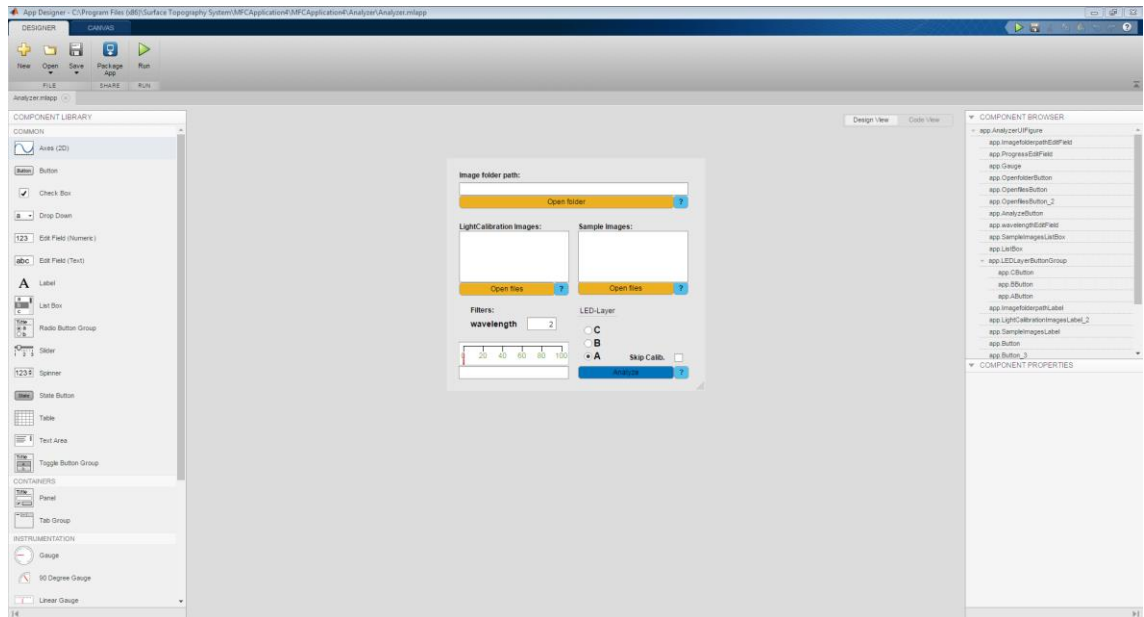 App Designer - C:\Program Files (x86)\Surface Topography System\MFCApplication4\MFCApplication4\Analyzer\Analyzer.mlapp
DESIGNER CANVAS
New Open Save Package App Run
FILE SHARE RUN
Analyzer.mlapp
COMPONENT LIBRARY
COMMON
Axes (2D)
Button Button
Check Box
a Drop Down
123 Edit Field (Numeric)
abc Edit Field (Text)
A Label
List Box
Radio Button Group
Slider
Spinner
State Button
Table
Text Area
Toggle Button Group
CONTAINERS
Panel
Tab Group
INSTRUMENTATION
Gauge
90 Degree Gauge
Linear Gauge
Design View Code View
Image folder path:
Open folder ?
LightCalibration Images: Sample Images:
Open files ? Open files ?
Filters: LED-Layer
wavelength 2
C
B
A
0 20 40 60 80 100
Skip Calib.
Analyze ?
COMPONENT BROWSER
app.AnalyzerUIFigure
app.ImagefolderpathEditField
app.ProgressEditField
app.Gauge
app.OpenfolderButton
app.OpenfilesButton
app.OpenfilesButton_2
app.AnalyzeButton
app.wavelengthEditField
app.SampleImagesListBox
app.ListBox
app.LEDLayerButtonGroup
app.CButton
app.BButton
app.AButton
app.ImagefolderpathLabel
app.LightCalibrationImagesLabel_2
app.SampleImagesLabel
app.Button
app.Button_3
COMPONENT PROPERTIES